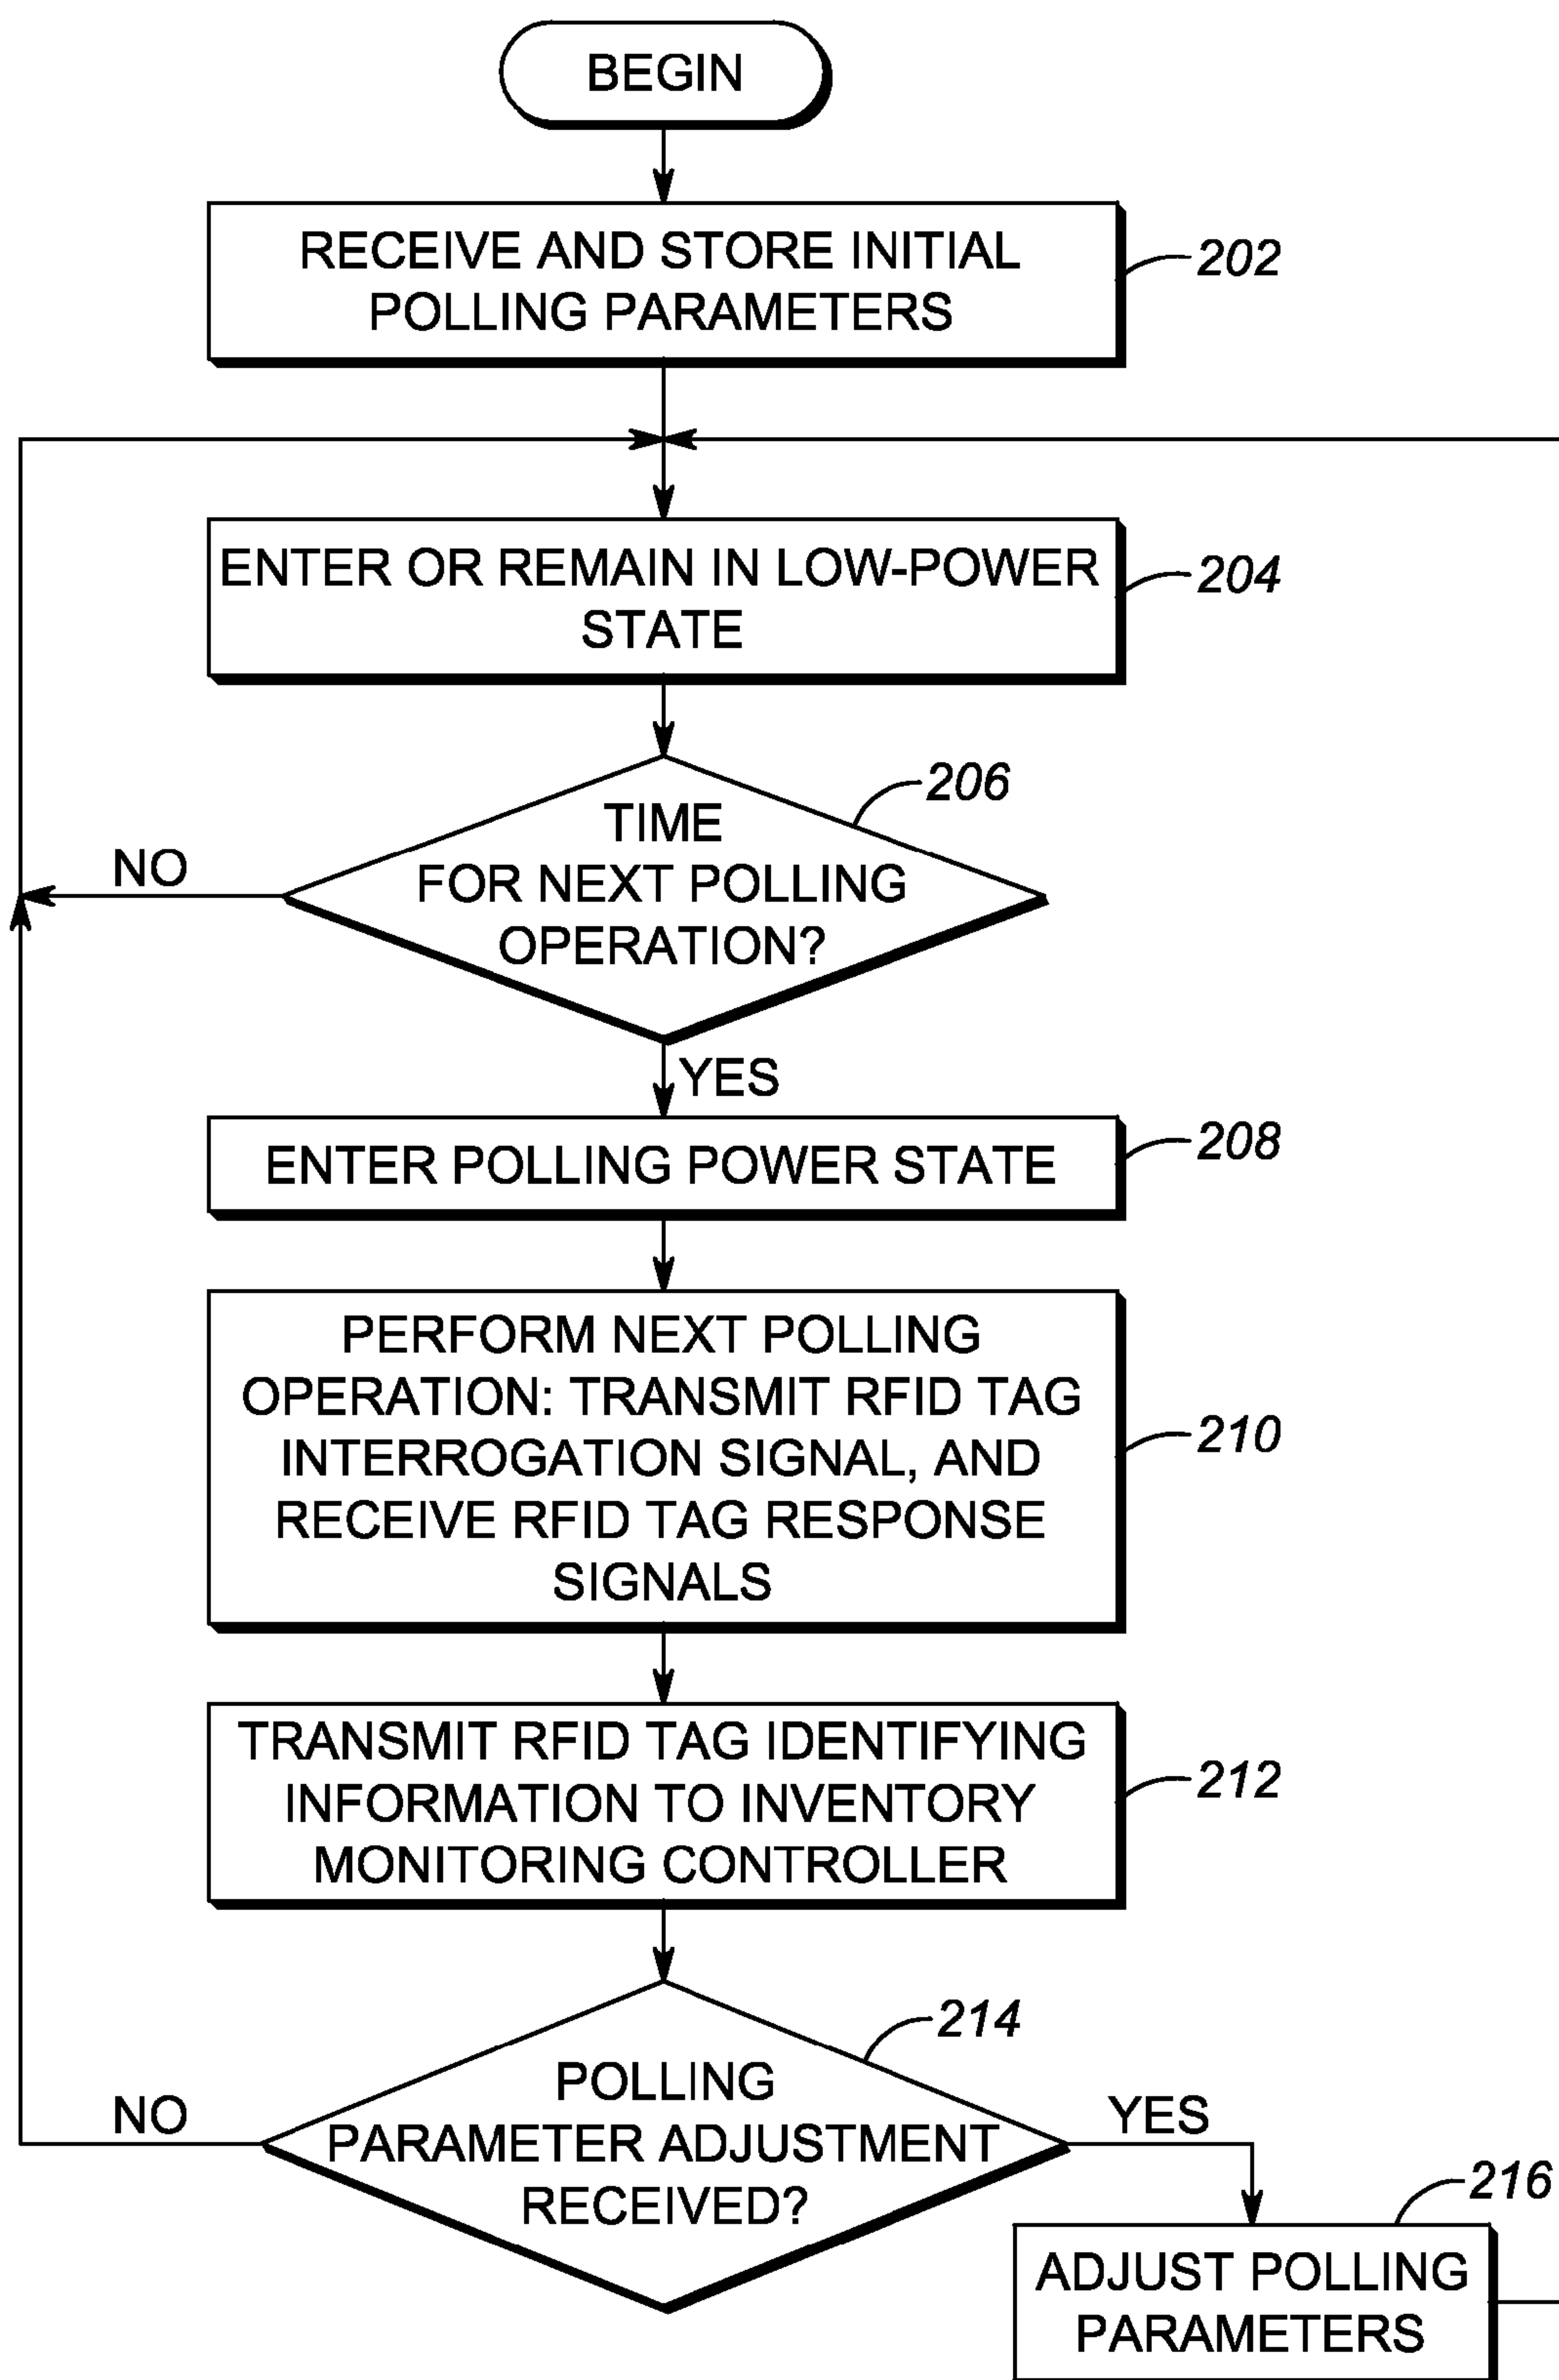 BEGIN
RECEIVE AND STORE INITIAL
POLLING PARAMETERS
202
ENTER OR REMAIN IN LOW-POWER
STATE
204
206
TIME
FOR NEXT POLLING
OPERATION?
NO
YES
ENTER POLLING POWER STATE
208
PERFORM NEXT POLLING
OPERATION: TRANSMIT RFID TAG
INTERROGATION SIGNAL, AND
RECEIVE RFID TAG RESPONSE
SIGNALS
210
TRANSMIT RFID TAG IDENTIFYING
INFORMATION TO INVENTORY
MONITORING CONTROLLER
212
214
POLLING
PARAMETER ADJUSTMENT
RECEIVED?
NO
YES
216
ADJUST POLLING
PARAMETERS